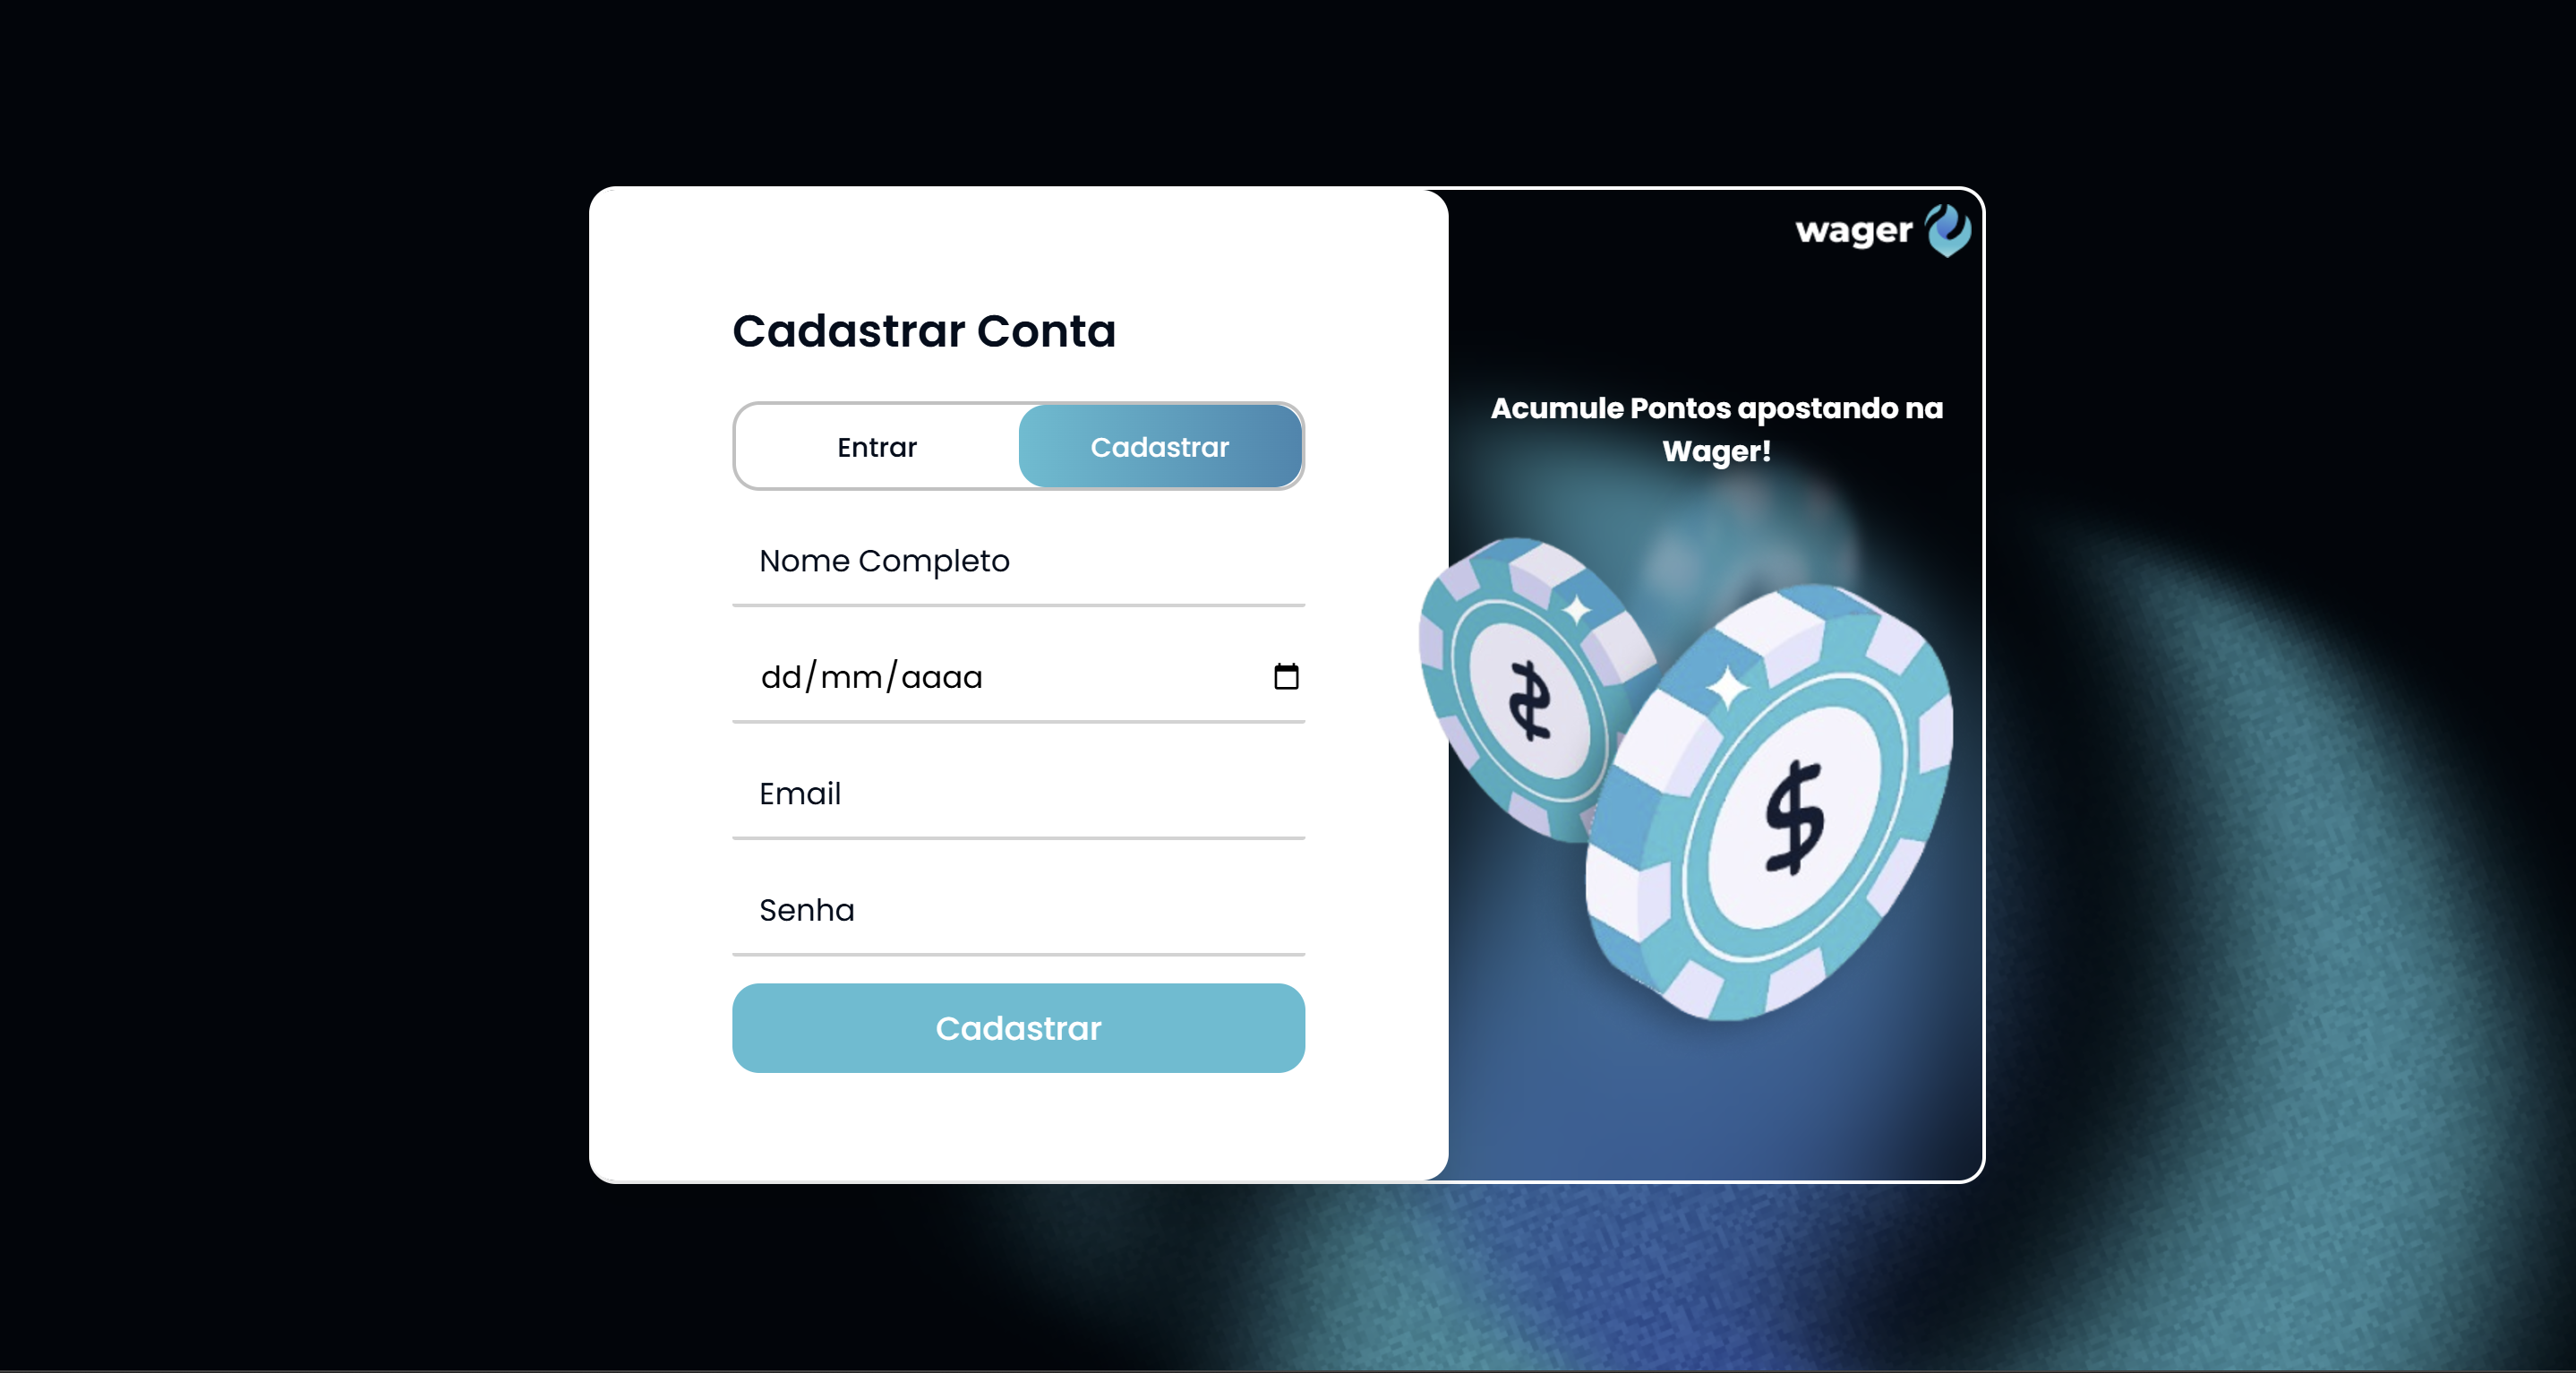 Cadastrar Conta
Entrar
Cadastrar
Nome Completo
dd/mm/aaaa
Email
Senha
Cadastrar
wager
Acumule Pontos apostando na
Wager!
$
$